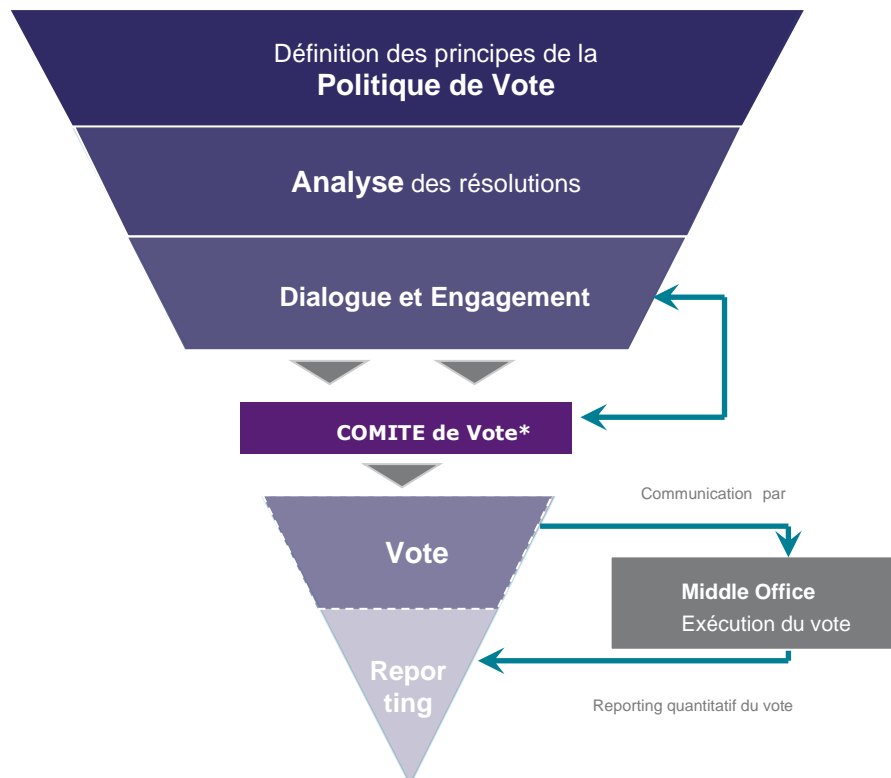 Définition des principes de la
Politique de Vote
Analyse des résolutions
Dialogue et Engagement
COMITE de Vote*
Communication par
Vote
Middle Office
Exécution du vote
Repor
ting
Reporting quantitatif du vote